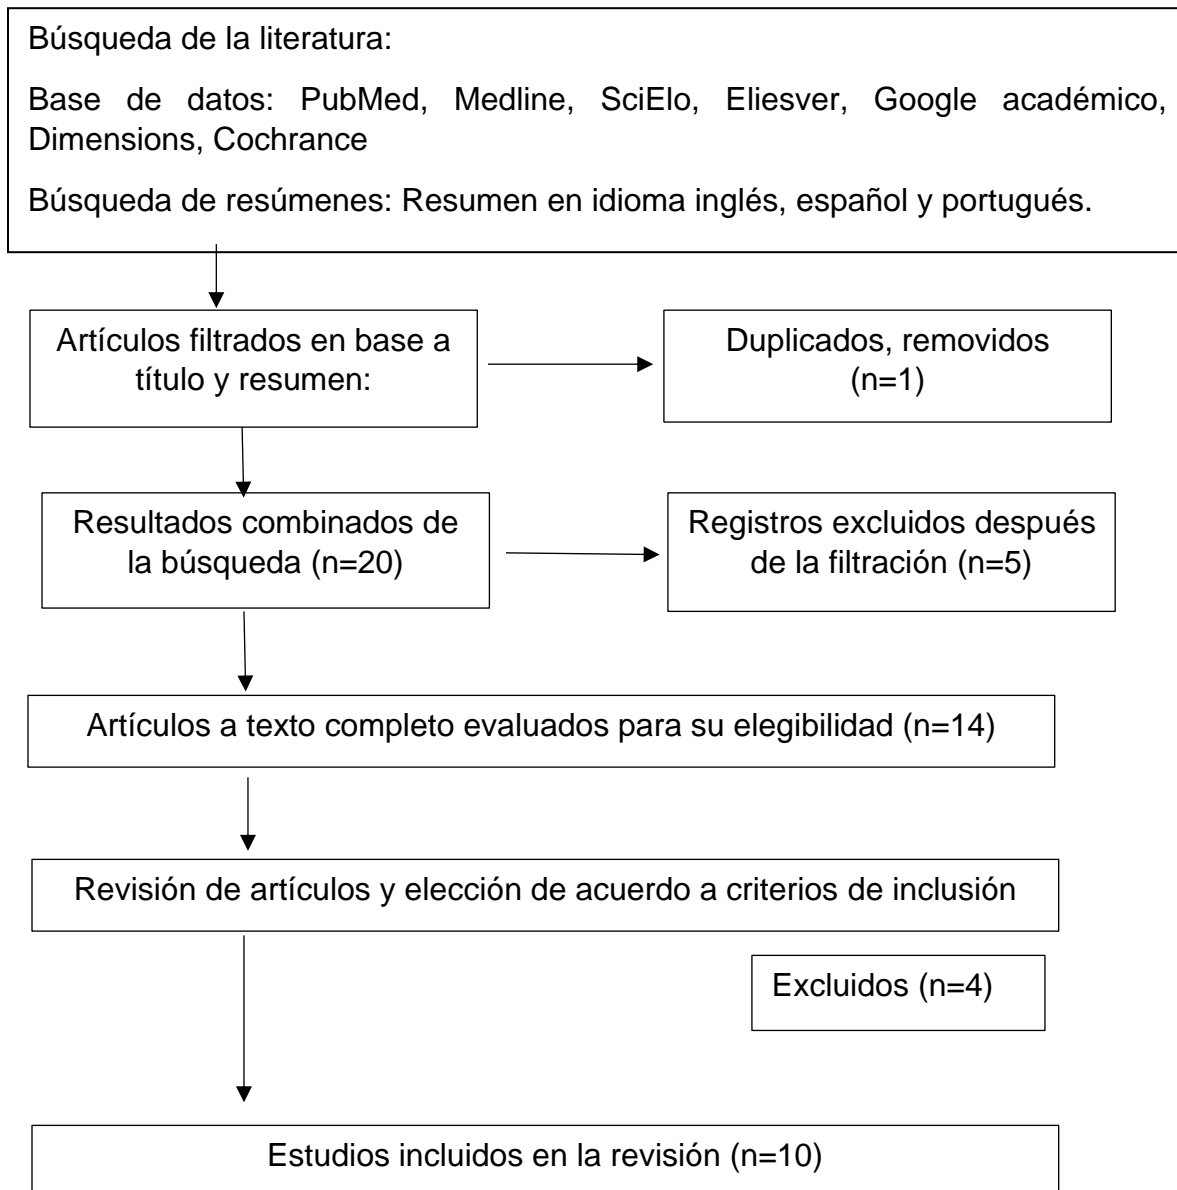 Búsqueda de la literatura:
Base de datos: PubMed, Medline, SciElo, Eliesver, Google académico,
Dimensions, Cochrance
Búsqueda de resúmenes: Resumen en idioma inglés, español y portugués.
Artículos filtrados en base a
título y resumen:
Duplicados, removidos
(n=1)
Resultados combinados de
la búsqueda (n=20)
Registros excluidos después
de la filtración (n=5)
Artículos a texto completo evaluados para su elegibilidad (n=14)
Revisión de artículos y elección de acuerdo a criterios de inclusión
Excluidos (n=4)
Estudios incluidos en la revisión (n=10)